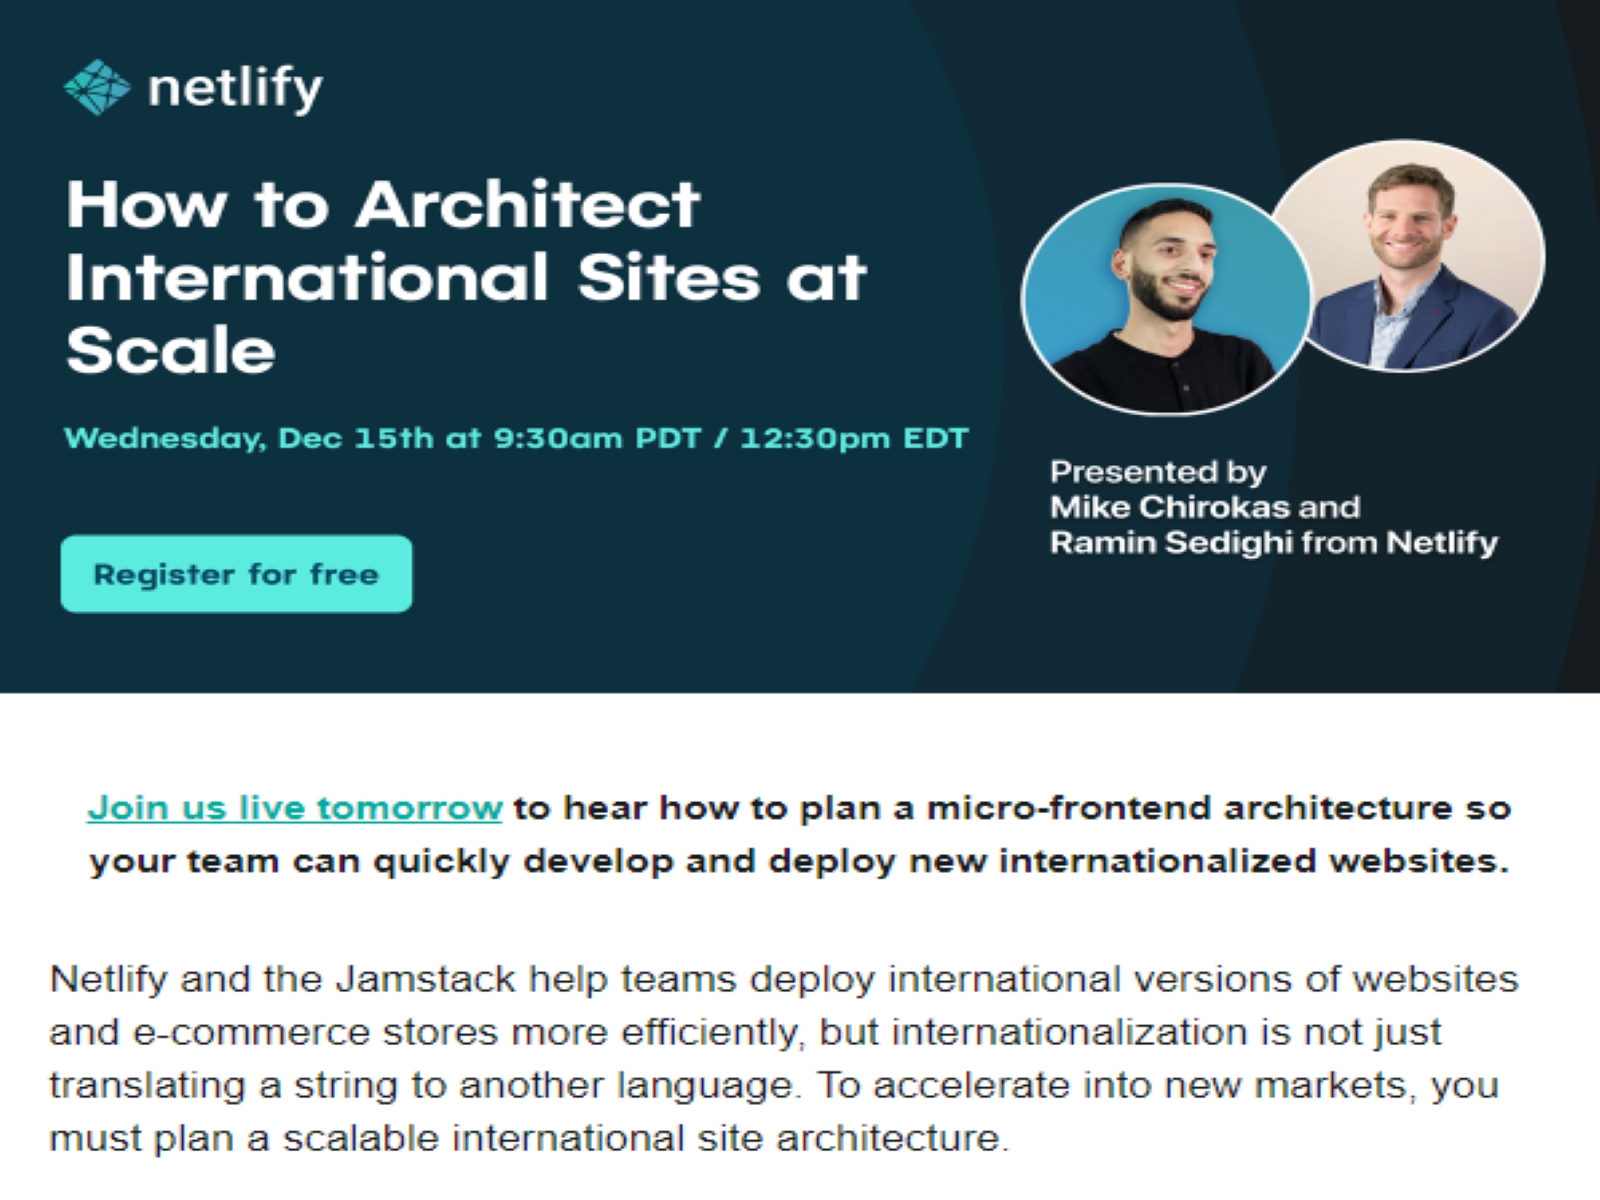 netlify
How to Architect
International Sites at
Scale
Wednesday, Dec 15th at 9:30am PDT / 12:30pm EDT
Register for free
Presented by
Mike Chirokas and
Ramin Sedighi from Netlify
Join us live tomorrow to hear how to plan a micro-frontend architecture so
your team can quickly develop and deploy new internationalized websites.
Netlify and the Jamstack help teams deploy international versions of websites
and e-commerce stores more efficiently, but internationalization is not just
translating a string to another language. To accelerate into new markets, you
must plan a scalable international site architecture.